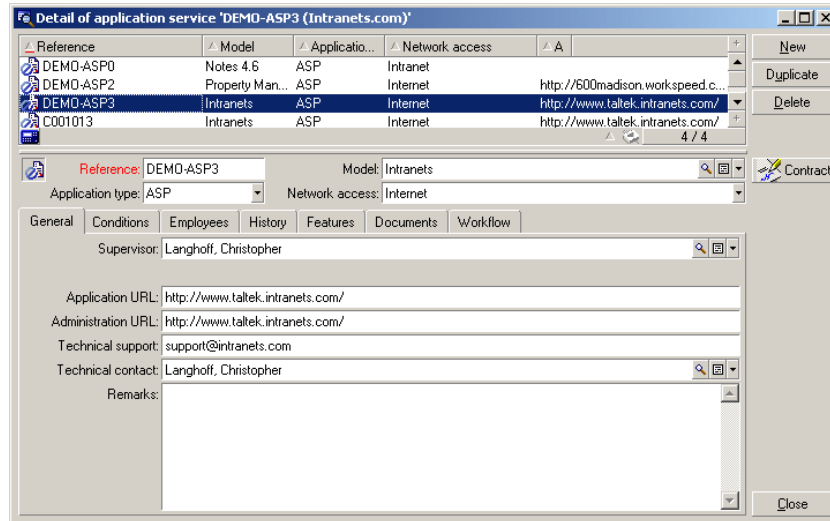 Detail of application service 'DEMO-ASP3 (Intranets.com)'
Reference Model Applicatio... Network access A
New
DEMO-ASP0 Notes 4.6 ASP Intranet
DEMO-ASP2 Property Man... ASP Internet http://600madison.workspeed.c...
Duplicate
DEMO-ASP3 Intranets ASP Internet http://www.taltek.intranets.com/
Delete
C001013 Intranets ASP Internet http://www.taltek.intranets.com/
4 / 4
Reference: DEMO-ASP3 Model: Intranets
Contract
Application type: ASP Network access: Internet
General Conditions Employees History Features Documents Workflow
Supervisor: Langhoff, Christopher
Application URL: http://www.taltek.intranets.com/
Administration URL: http://www.taltek.intranets.com/
Technical support: support@intranets.com
Technical contact: Langhoff, Christopher
Remarks:
Close